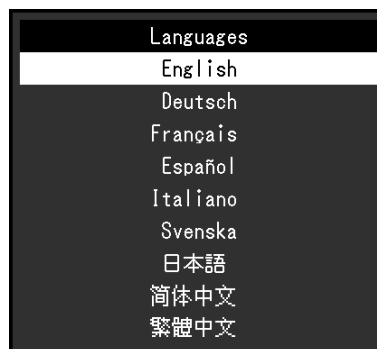 Languages
English
Deutsch
Français
Español
Italiano
Svenska
日本語
简体中文
繁體中文